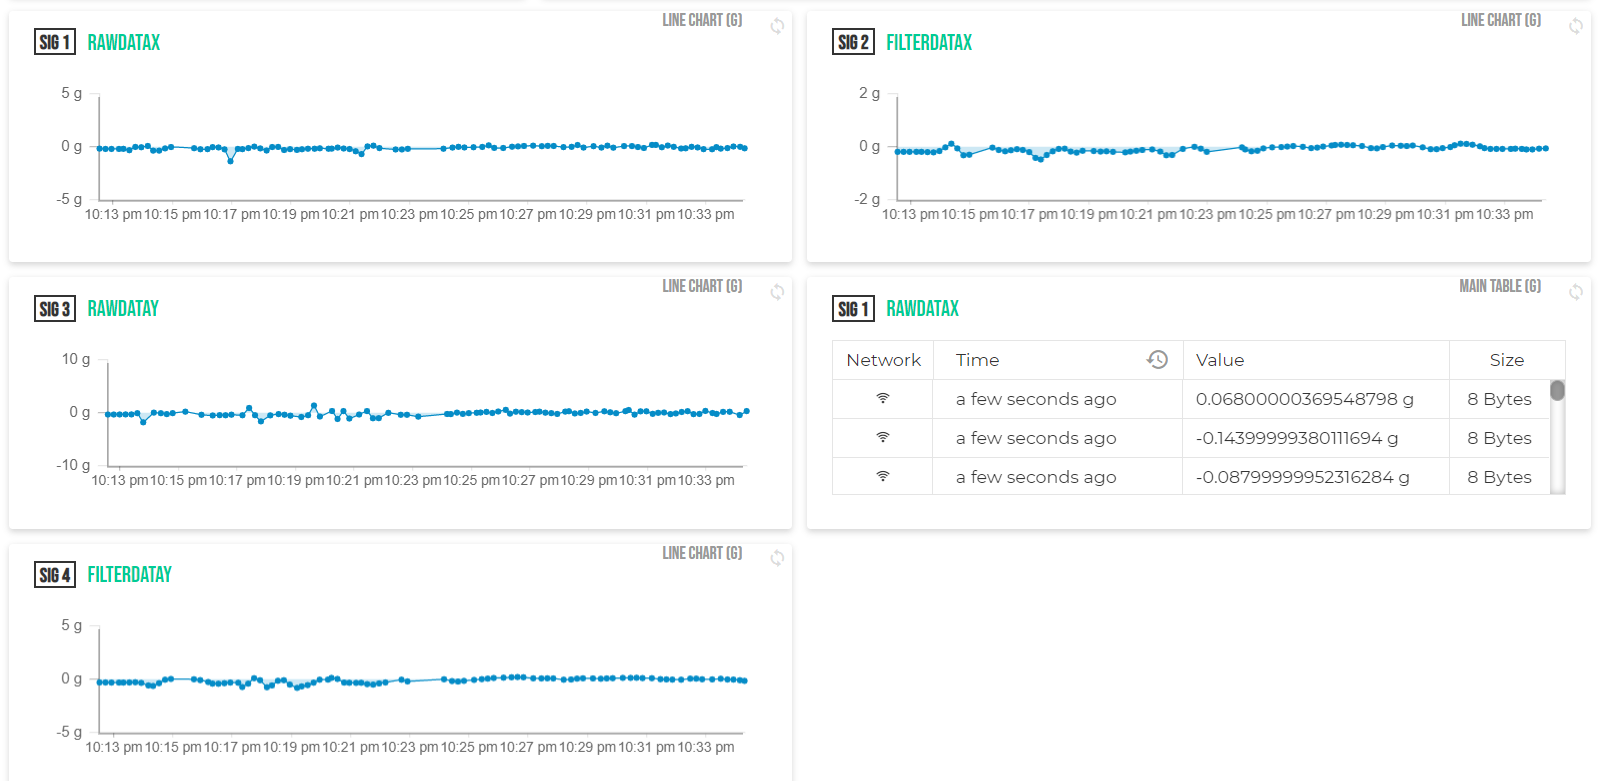 LINE CHART (G)
SIG 1 RAWDATAX
5 g
0 g
-5 g
10:13 pm 10:15 pm 10:17 pm 10:19 pm 10:21 pm 10:23 pm 10:25 pm 10:27 pm 10:29 pm 10:31 pm 10:33 pm
LINE CHART (G)
SIG 2 FILTERDATAX
2 g
0 g
-2 g
10:13 pm 10:15 pm 10:17 pm 10:19 pm 10:21 pm 10:23 pm 10:25 pm 10:27 pm 10:29 pm 10:31 pm 10:33 pm
LINE CHART (G)
SIG 3 RAWDATAY
10 g
0 g
-10 g
10:13 pm 10:15 pm 10:17 pm 10:19 pm 10:21 pm 10:23 pm 10:25 pm 10:27 pm 10:29 pm 10:31 pm 10:33 pm
MAIN TABLE (G)
SIG 1 RAWDATAX
Network Time Value Size
a few seconds ago 0.06800000369548798 g 8 Bytes
a few seconds ago -0.14399999380111694 g 8 Bytes
a few seconds ago -0.08799999952316284 g 8 Bytes
LINE CHART (G)
SIG 4 FILTERDATAY
5 g
0 g
-5 g
10:13 pm 10:15 pm 10:17 pm 10:19 pm 10:21 pm 10:23 pm 10:25 pm 10:27 pm 10:29 pm 10:31 pm 10:33 pm